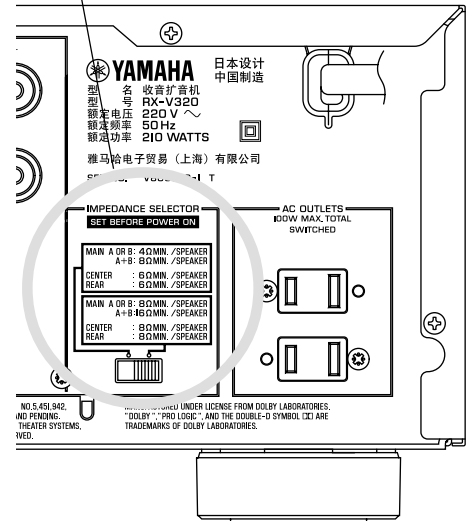 YAMAHA
日本设计
中国制造
型 名 收音扩音机
型 号 RX-V320
额定电压 220 V ～
额定频率 50 Hz
额定功率 210 WATTS
雅马哈电子贸易（上海）有限公司
T
IMPEDANCE SELECTOR
SET BEFORE POWER ON
MAIN A OR B: 4ΩMIN. /SPEAKER
A+B: 8ΩMIN. /SPEAKER
CENTER : 6ΩMIN. /SPEAKER
REAR : 6ΩMIN. /SPEAKER
MAIN A OR B: 8ΩMIN. /SPEAKER
A+B:16ΩMIN. /SPEAKER
CENTER : 8ΩMIN. /SPEAKER
REAR : 8ΩMIN. /SPEAKER
AC OUTLETS
100W MAX. TOTAL
SWITCHED
NO.5,451,942,
AND PENDING.
THEATER SYSTEMS,
MANUFACTURED UNDER LICENSE FROM DOLBY LABORATORIES.
"DOLBY", "PRO LOGIC", AND THE DOUBLE-D SYMBOL ARE
TRADEMARKS OF DOLBY LABORATORIES.